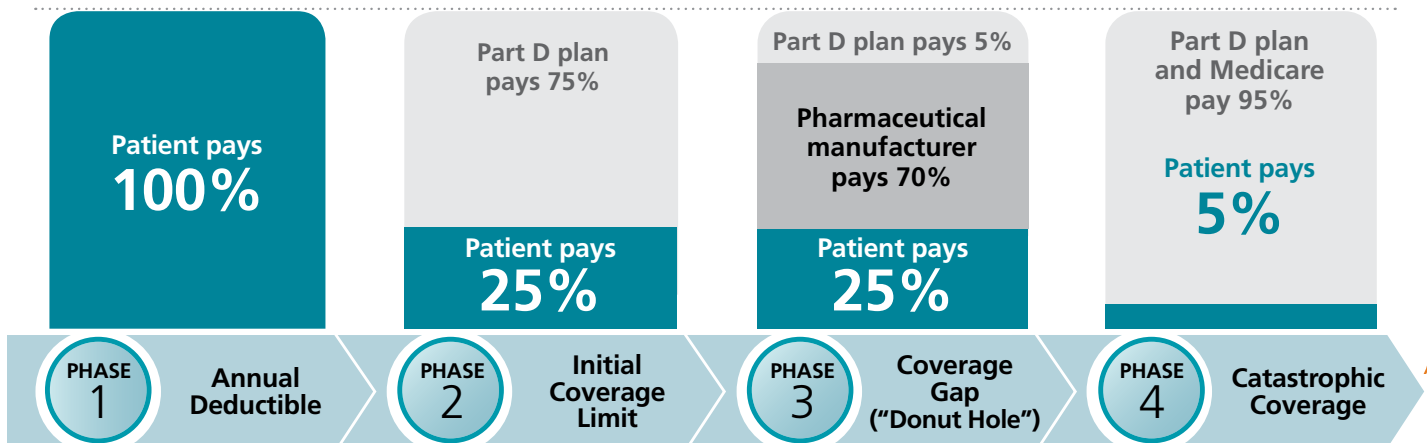 Patient pays
100%
Part D plan
pays 75%
Patient pays
25%
Part D plan pays 5%
Pharmaceutical
manufacturer
pays 70%
Patient pays
25%
Part D plan
and Medicare
pay 95%
Patient pays
5%
PHASE
1
Annual
Deductible
PHASE
2
Initial
Coverage
Limit
PHASE
3
Coverage
Gap
(“Donut Hole”)
PHASE
4
Catastrophic
Coverage